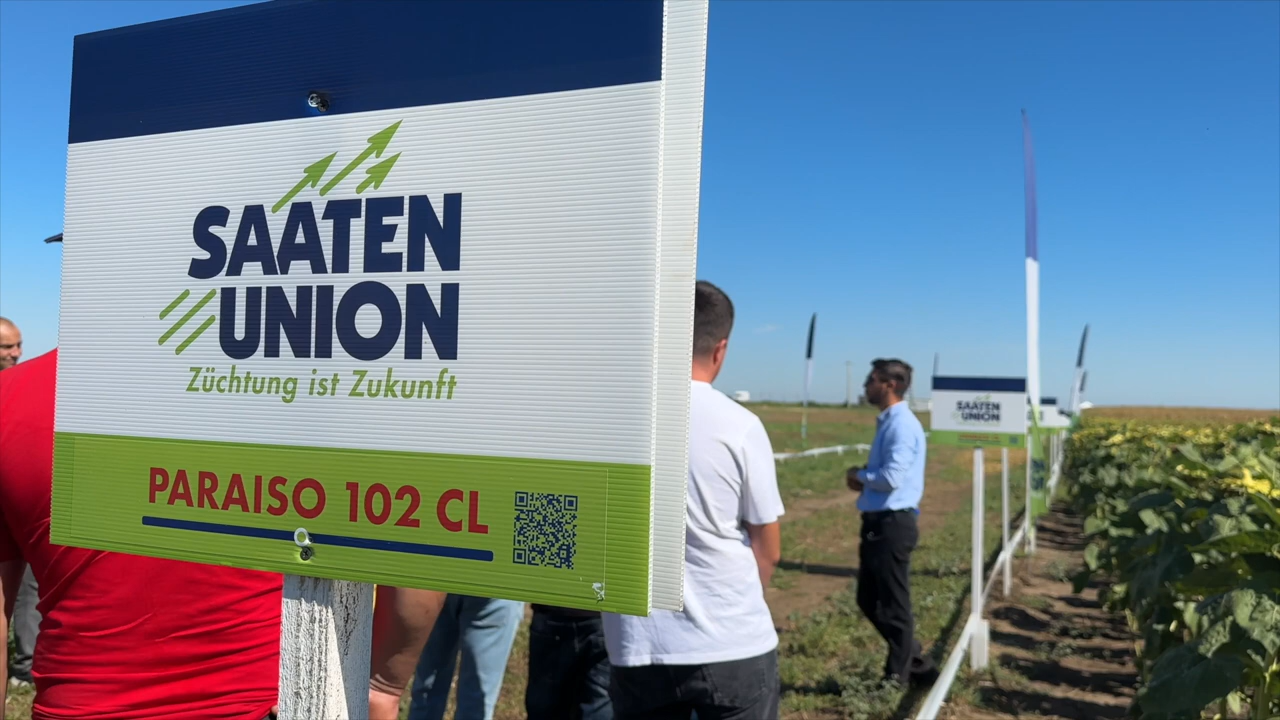 SAATEN
UNION
Züchtung ist Zukunft
PARAISO 102 CL
SAATEN
UNION